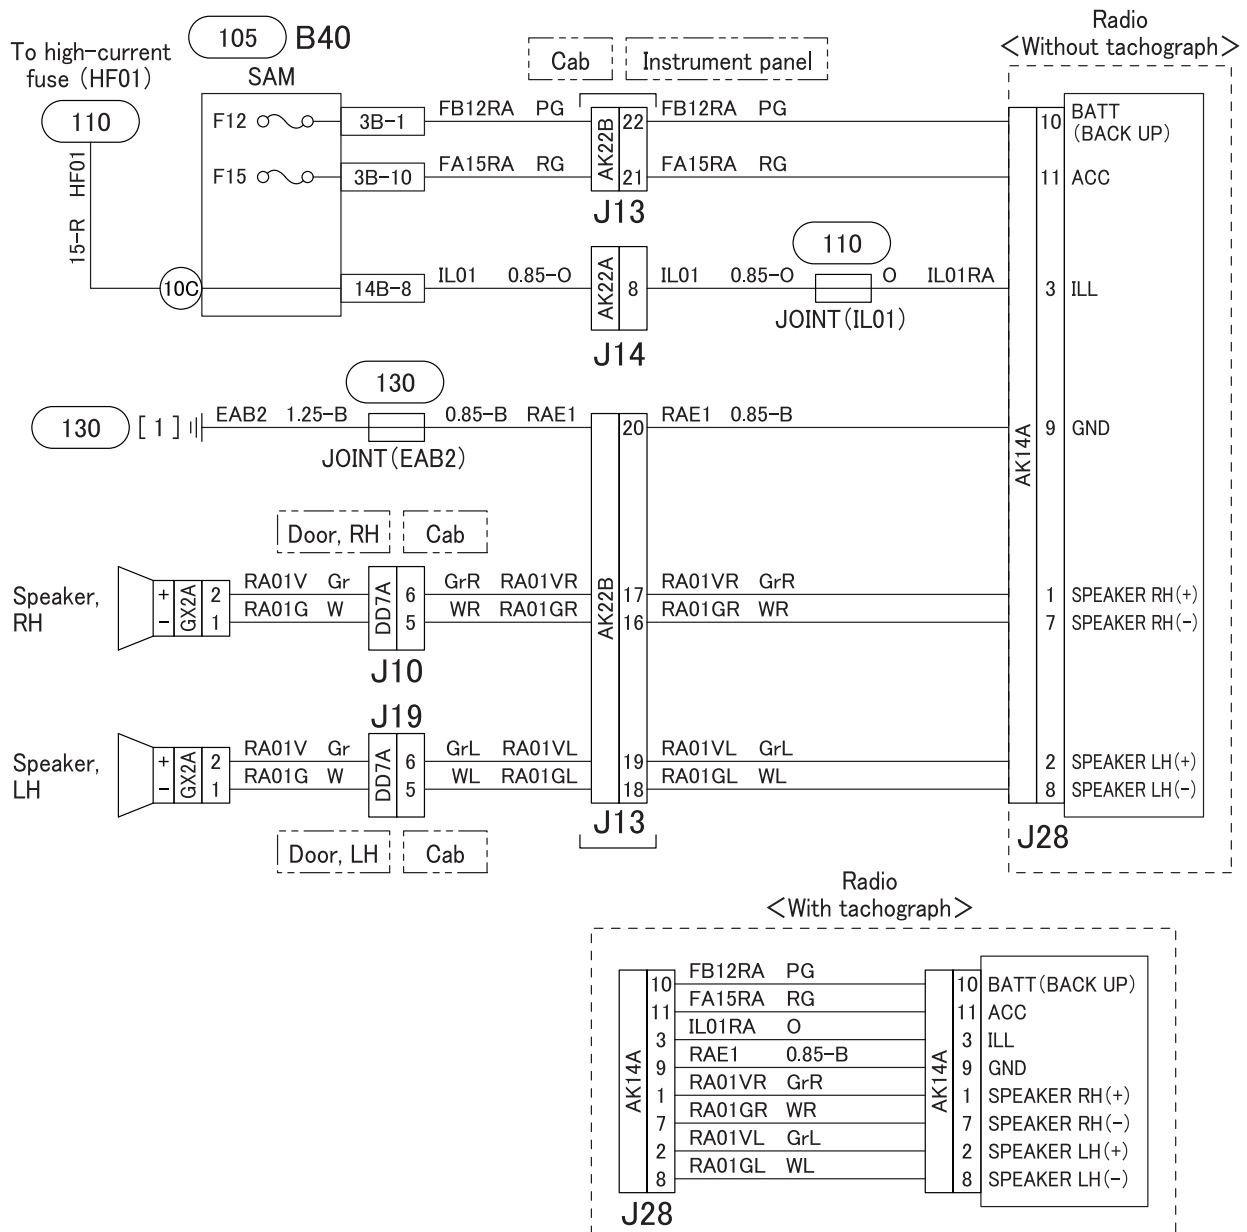 Radio
<Without tachograph>
105 B40
To high-current
fuse (HF01)
SAM
Cab Instrument panel
110
F12 3B-1 FB12RA PG AK22B 22 FB12RA PG 10 BATT
(BACK UP)
F15 3B-10 FA15RA RG 21 FA15RA RG 11 ACC
J13
HF01
15-R
110
10C 14B-8 IL01 0.85-O AK22A 8 IL01 0.85-O O IL01RA 3 ILL
JOINT(IL01)
J14
130
130 [1] EAB2 1.25-B 0.85-B RAE1 20 RAE1 0.85-B 9 GND
JOINT(EAB2)
AK14A
Door, RH Cab
Speaker,
RH
+ GX2A 2 RA01V Gr DD7A 6 GrR RA01VR AK22B 17 RA01VR GrR 1 SPEAKER RH(+)
- 1 RA01G W 5 WR RA01GR 16 RA01GR WR 7 SPEAKER RH(-)
J10
J19
Speaker,
LH
+ GX2A 2 RA01V Gr DD7A 6 GrL RA01VL 19 RA01VL GrL 2 SPEAKER LH(+)
- 1 RA01G W 5 WL RA01GL 18 RA01GL WL 8 SPEAKER LH(-)
J13
J28
Door, LH Cab
Radio
<With tachograph>
10 FB12RA PG 10 BATT(BACK UP)
11 FA15RA RG 11 ACC
3 IL01RA O 3 ILL
9 RAE1 0.85-B 9 GND
AK14A 1 RA01VR GrR AK14A 1 SPEAKER RH(+)
7 RA01GR WR 7 SPEAKER RH(-)
2 RA01VL GrL 2 SPEAKER LH(+)
8 RA01GL WL 8 SPEAKER LH(-)
J28